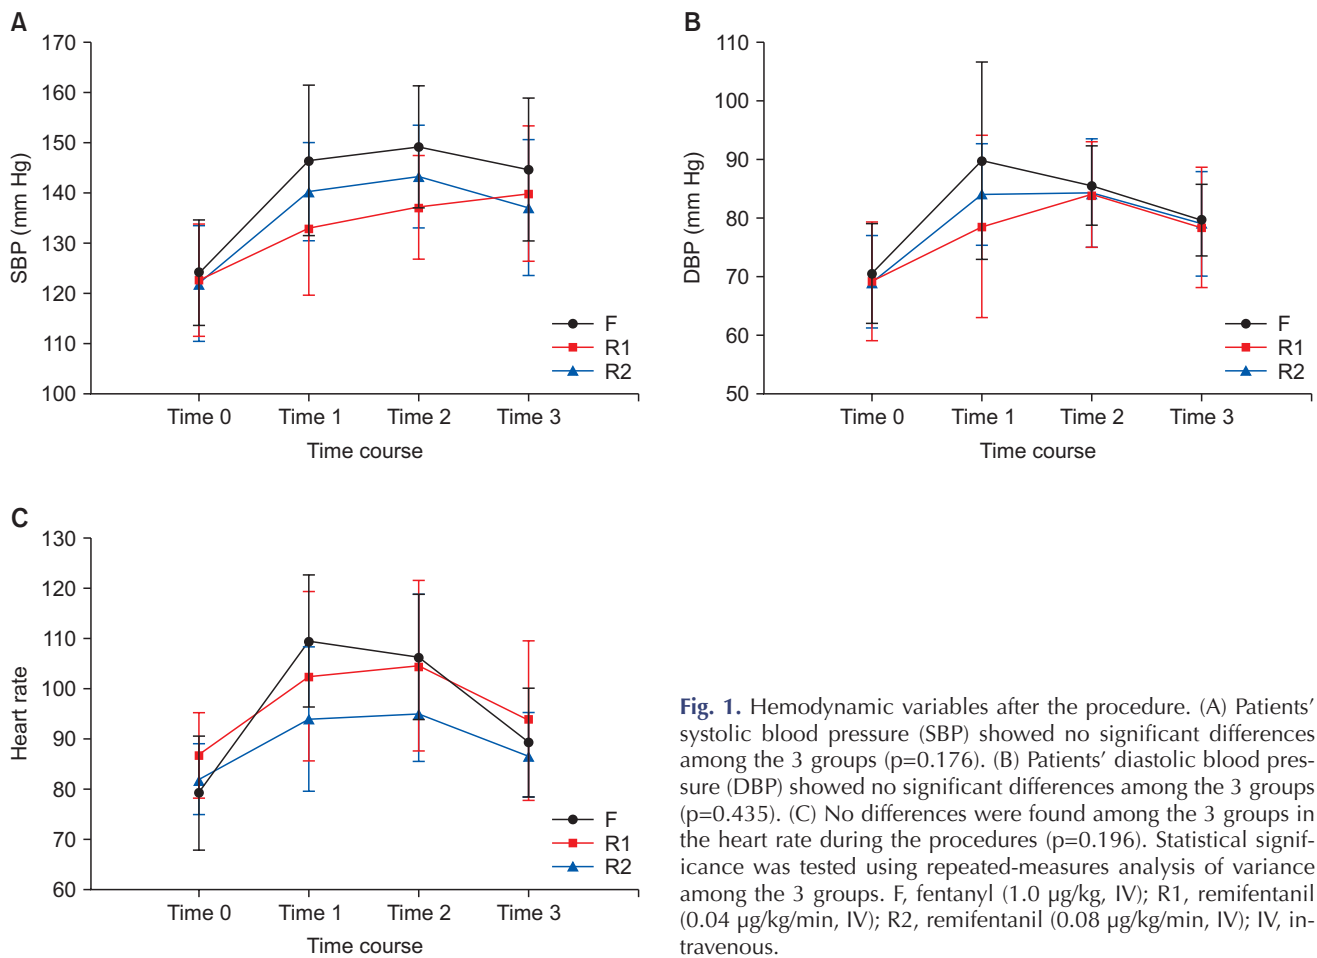 A
SBP (mm Hg)
170
160
150
140
130
120
110
100
Time 0 Time 1 Time 2 Time 3
Time course
F
R1
R2
B
DBP (mm Hg)
110
100
90
80
70
60
50
Time 0 Time 1 Time 2 Time 3
Time course
F
R1
R2
C
Heart rate
130
120
110
100
90
80
70
60
Time 0 Time 1 Time 2 Time 3
Time course
F
R1
R2
Fig. 1. Hemodynamic variables after the procedure. (A) Patients’
systolic blood pressure (SBP) showed no significant differences
among the 3 groups (p=0.176). (B) Patients’ diastolic blood pres-
sure (DBP) showed no significant differences among the 3 groups
(p=0.435). (C) No differences were found among the 3 groups in
the heart rate during the procedures (p=0.196). Statistical signif-
icance was tested using repeated-measures analysis of variance
among the 3 groups. F, fentanyl (1.0 μg/kg, IV); R1, remifentanil
(0.04 μg/kg/min, IV); R2, remifentanil (0.08 μg/kg/min, IV); IV, in-
travenous.